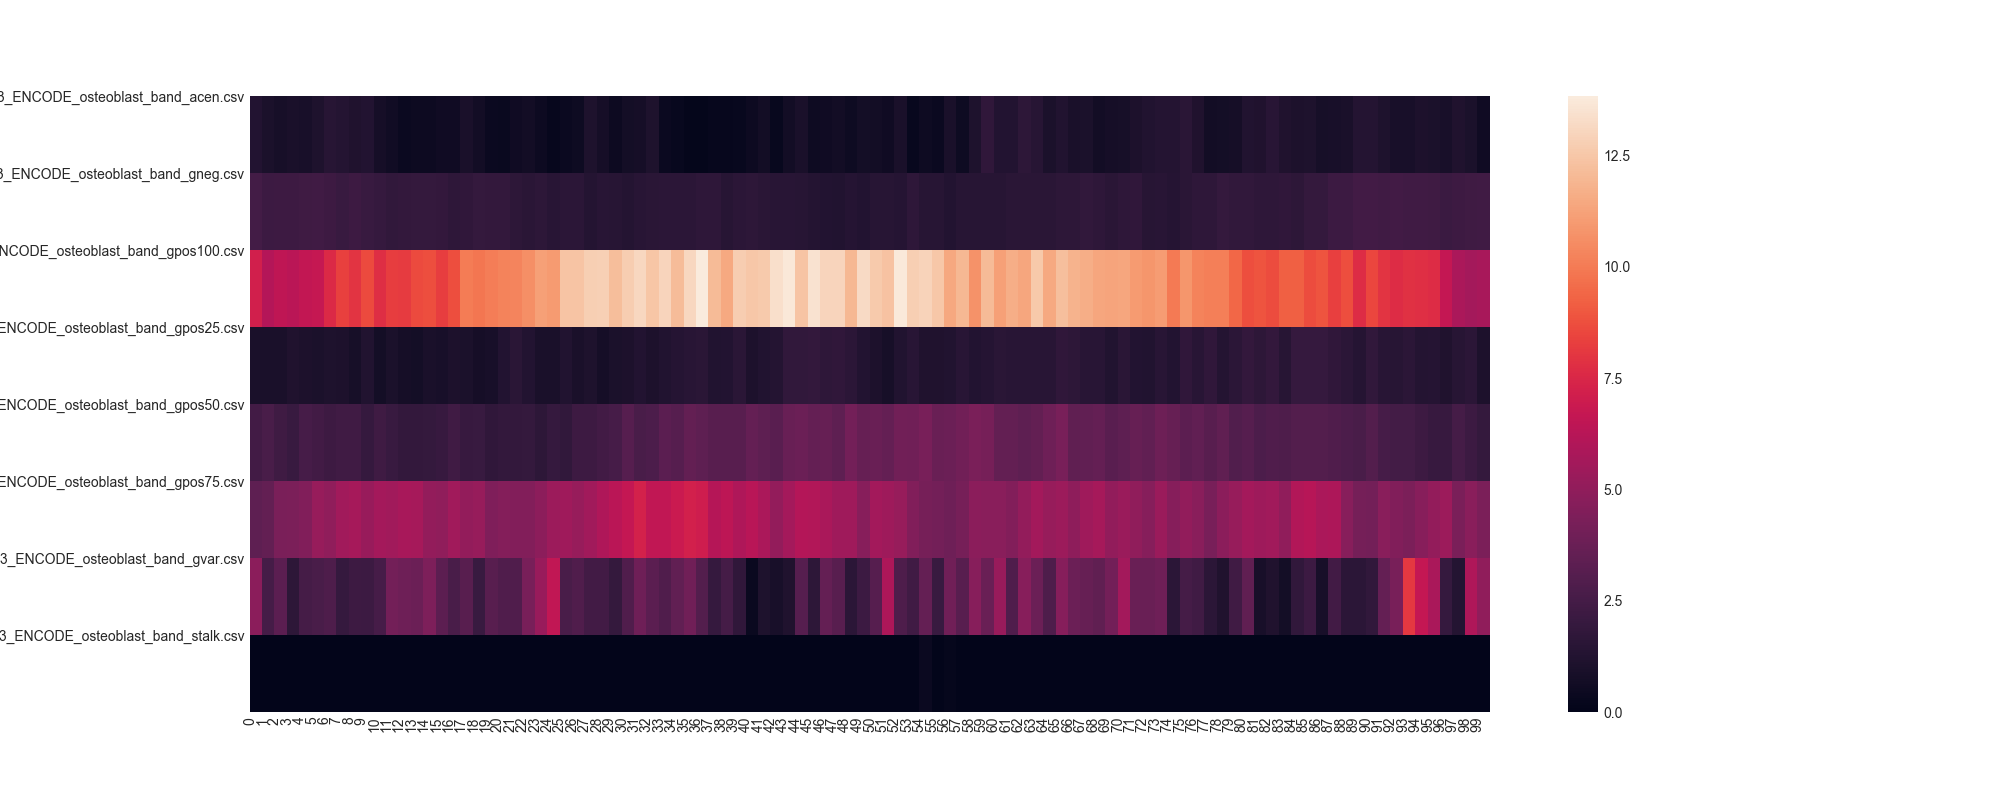 3_ENCODE_osteoblast_band_acen.csv
3_ENCODE_osteoblast_band_gneg.csv
ENCODE_osteoblast_band_gpos100.csv
ENCODE_osteoblast_band_gpos25.csv
ENCODE_osteoblast_band_gpos50.csv
ENCODE_osteoblast_band_gpos75.csv
3_ENCODE_osteoblast_band_gvar.csv
3_ENCODE_osteoblast_band_stalk.csv
0 1 2 3 4 5 6 7 8 9 10 11 12 13 14 15 16 17 18 19 20 21 22 23 24 25 26 27 28 29 30 31 32 33 34 35 36 37 38 39 40 41 42 43 44 45 46 47 48 49 50 51 52 53 54 55 56 57 58 59 60 61 62 63 64 65 66 67 68 69 70 71 72 73 74 75 76 77 78 79 80 81 82 83 84 85 86 87 88 89 90 91 92 93 94 95 96 97 98 99
12.5
10.0
7.5
5.0
2.5
0.0